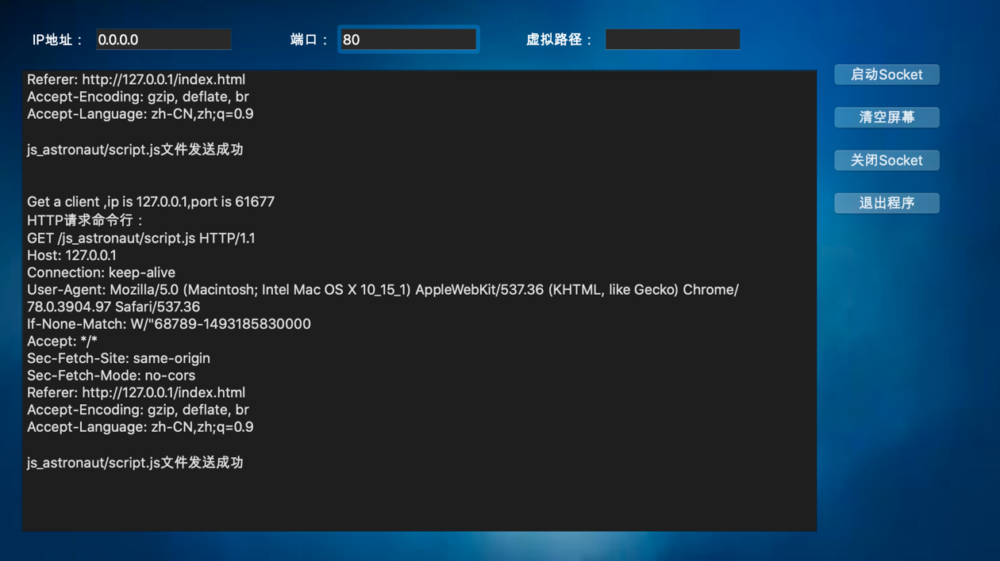 IP地址： 0.0.0.0 端口： 80 虚拟路径：
Referer: http://127.0.0.1/index.html
Accept-Encoding: gzip, deflate, br
Accept-Language: zh-CN,zh;q=0.9
js_astronaut/script.js文件发送成功
Get a client ,ip is 127.0.0.1,port is 61677
HTTP请求命令行：
GET /js_astronaut/script.js HTTP/1.1
Host: 127.0.0.1
Connection: keep-alive
User-Agent: Mozilla/5.0 (Macintosh; Intel Mac OS X 10_15_1) AppleWebKit/537.36 (KHTML, like Gecko) Chrome/
78.0.3904.97 Safari/537.36
If-None-Match: W/"68789-1493185830000
Accept: */*
Sec-Fetch-Site: same-origin
Sec-Fetch-Mode: no-cors
Referer: http://127.0.0.1/index.html
Accept-Encoding: gzip, deflate, br
Accept-Language: zh-CN,zh;q=0.9
js_astronaut/script.js文件发送成功
启动Socket
清空屏幕
关闭Socket
退出程序